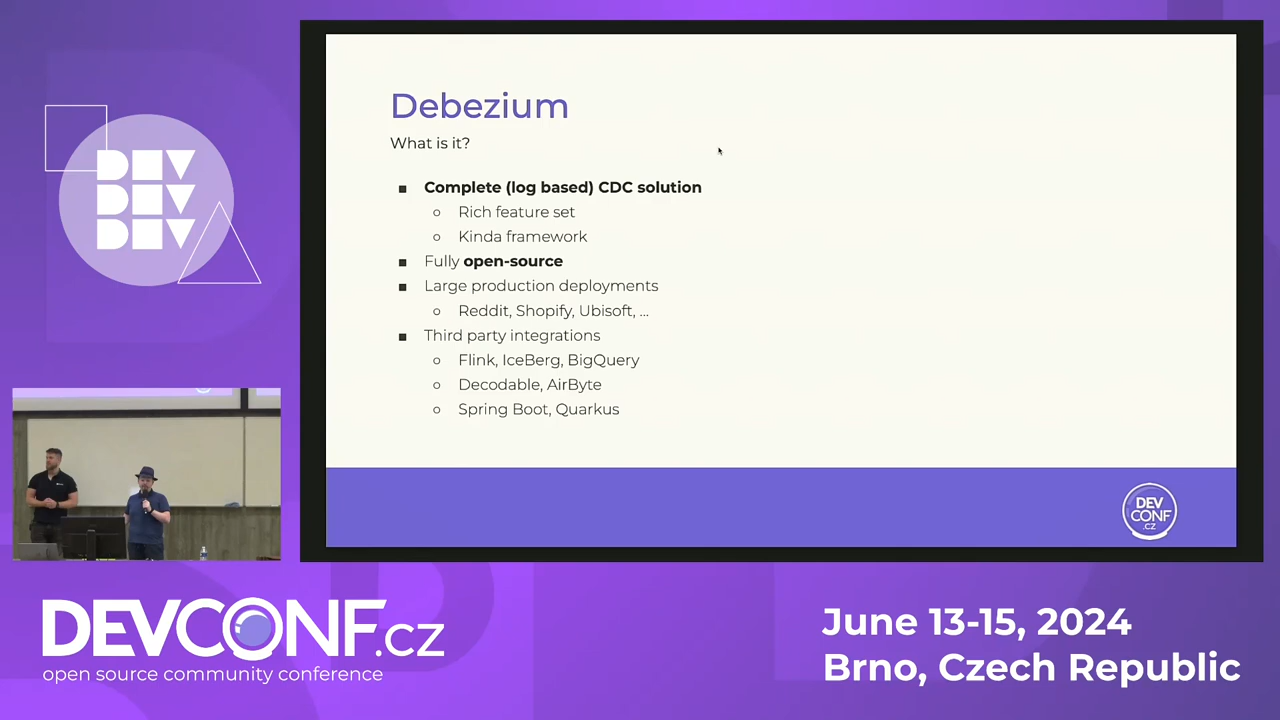 DEV
DEV
DEV
Debezium
What is it?
■ Complete (log based) CDC solution
○ Rich feature set
○ Kinda framework
■ Fully open-source
■ Large production deployments
○ Reddit, Shopify, Ubisoft, ...
■ Third party integrations
○ Flink, IceBerg, BigQuery
○ Decodable, AirByte
○ Spring Boot, Quarkus
DEV
CONF
.CZ
DEVCONF.cz
open source community conference
June 13-15, 2024
Brno, Czech Republic